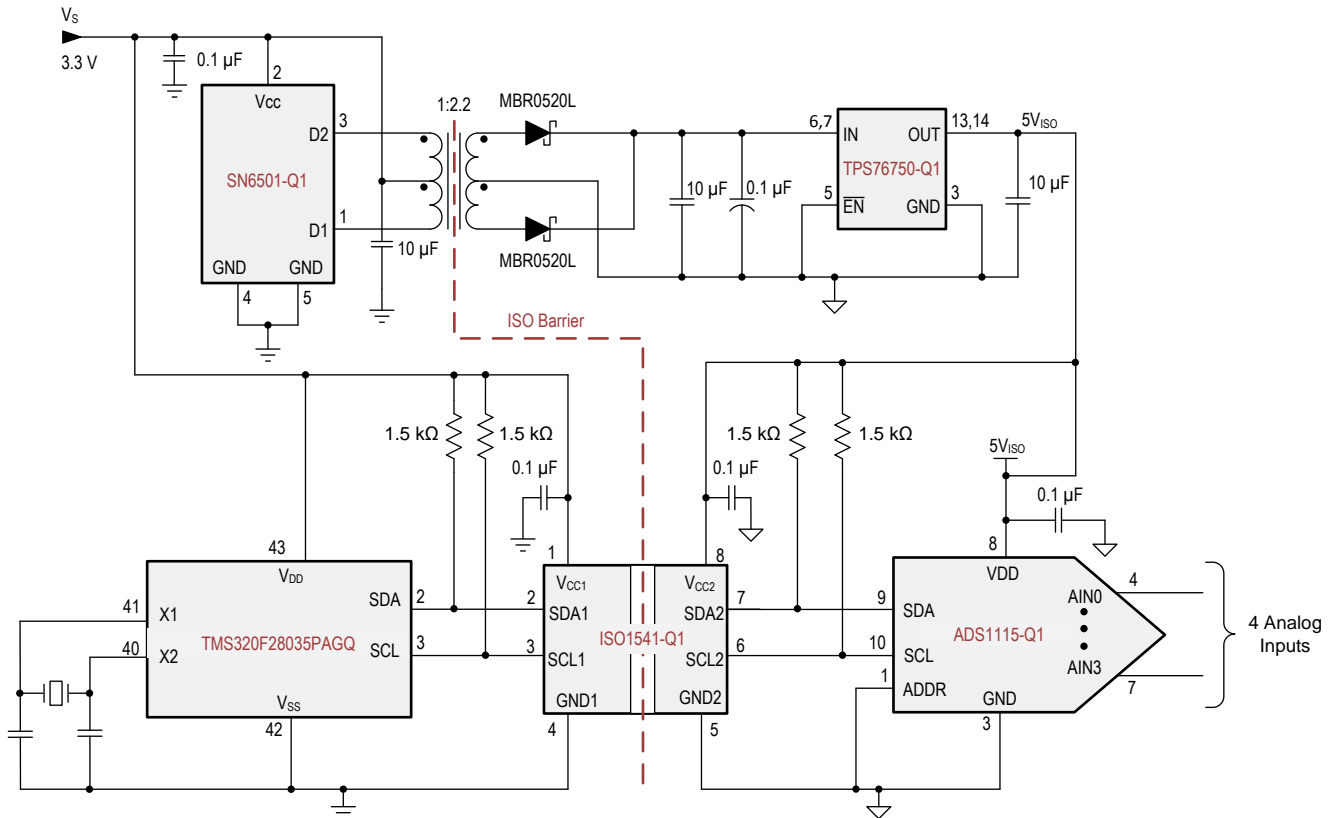 VS
3.3 V
0.1 µF
2
Vcc
D2
3
SN6501-Q1
D1
1
GND
GND
4
5
10 µF
1:2.2
MBR0520L
MBR0520L
10 µF
0.1 µF
6,7
IN
OUT
13,14
5VISO
TPS76750-Q1
5
EN
GND
3
10 µF
ISO Barrier
1.5 kΩ
1.5 kΩ
0.1 µF
1.5 kΩ
1.5 kΩ
0.1 µF
5VISO
0.1 µF
43
VDD
41
X1
40
X2
TMS320F28035PAGQ
SDA
2
SCL
3
VSS
42
1
VCC1
2
SDA1
3
SCL1
GND1
4
ISO1541-Q1
8
VCC2
SDA2
7
SCL2
6
GND2
5
8
VDD
9
SDA
10
SCL
1
ADDR
GND
3
ADS1115-Q1
AIN0
4
AIN3
7
4 Analog
Inputs